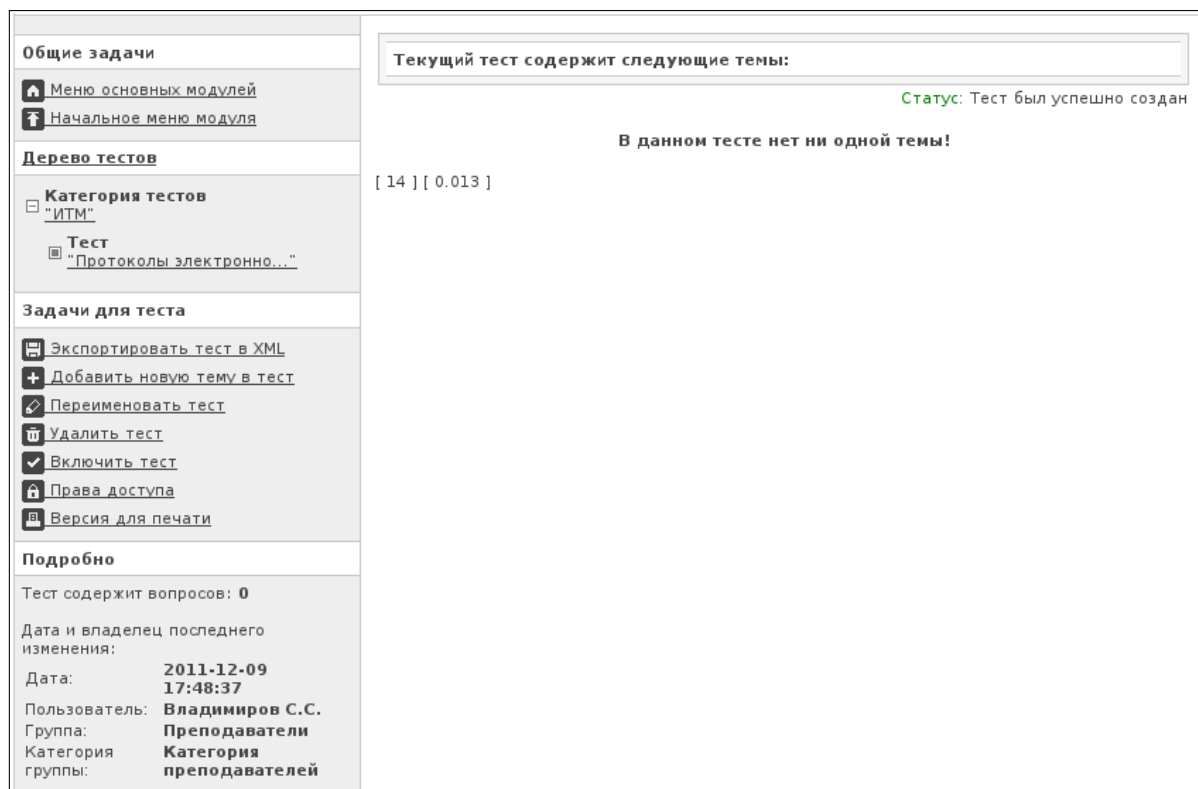 Общие задачи
Меню основных модулей
Начальное меню модуля
Дерево тестов
Категория тестов
"ИТМ"
Тест
"Протоколы электронно..."
Задачи для теста
Экспортировать тест в XML
Добавить новую тему в тест
Переименовать тест
Удалить тест
Включить тест
Права доступа
Версия для печати
Подробно
Тест содержит вопросов: 0
Дата и владелец последнего
изменения:
Дата: 2011-12-09
17:48:37
Пользователь: Владимиров С.С.
Группа: Преподаватели
Категория группы: Категория преподавателей
Текущий тест содержит следующие темы:
Статус: Тест был успешно создан
В данном тесте нет ни одной темы!
[ 14 ] [ 0.013 ]